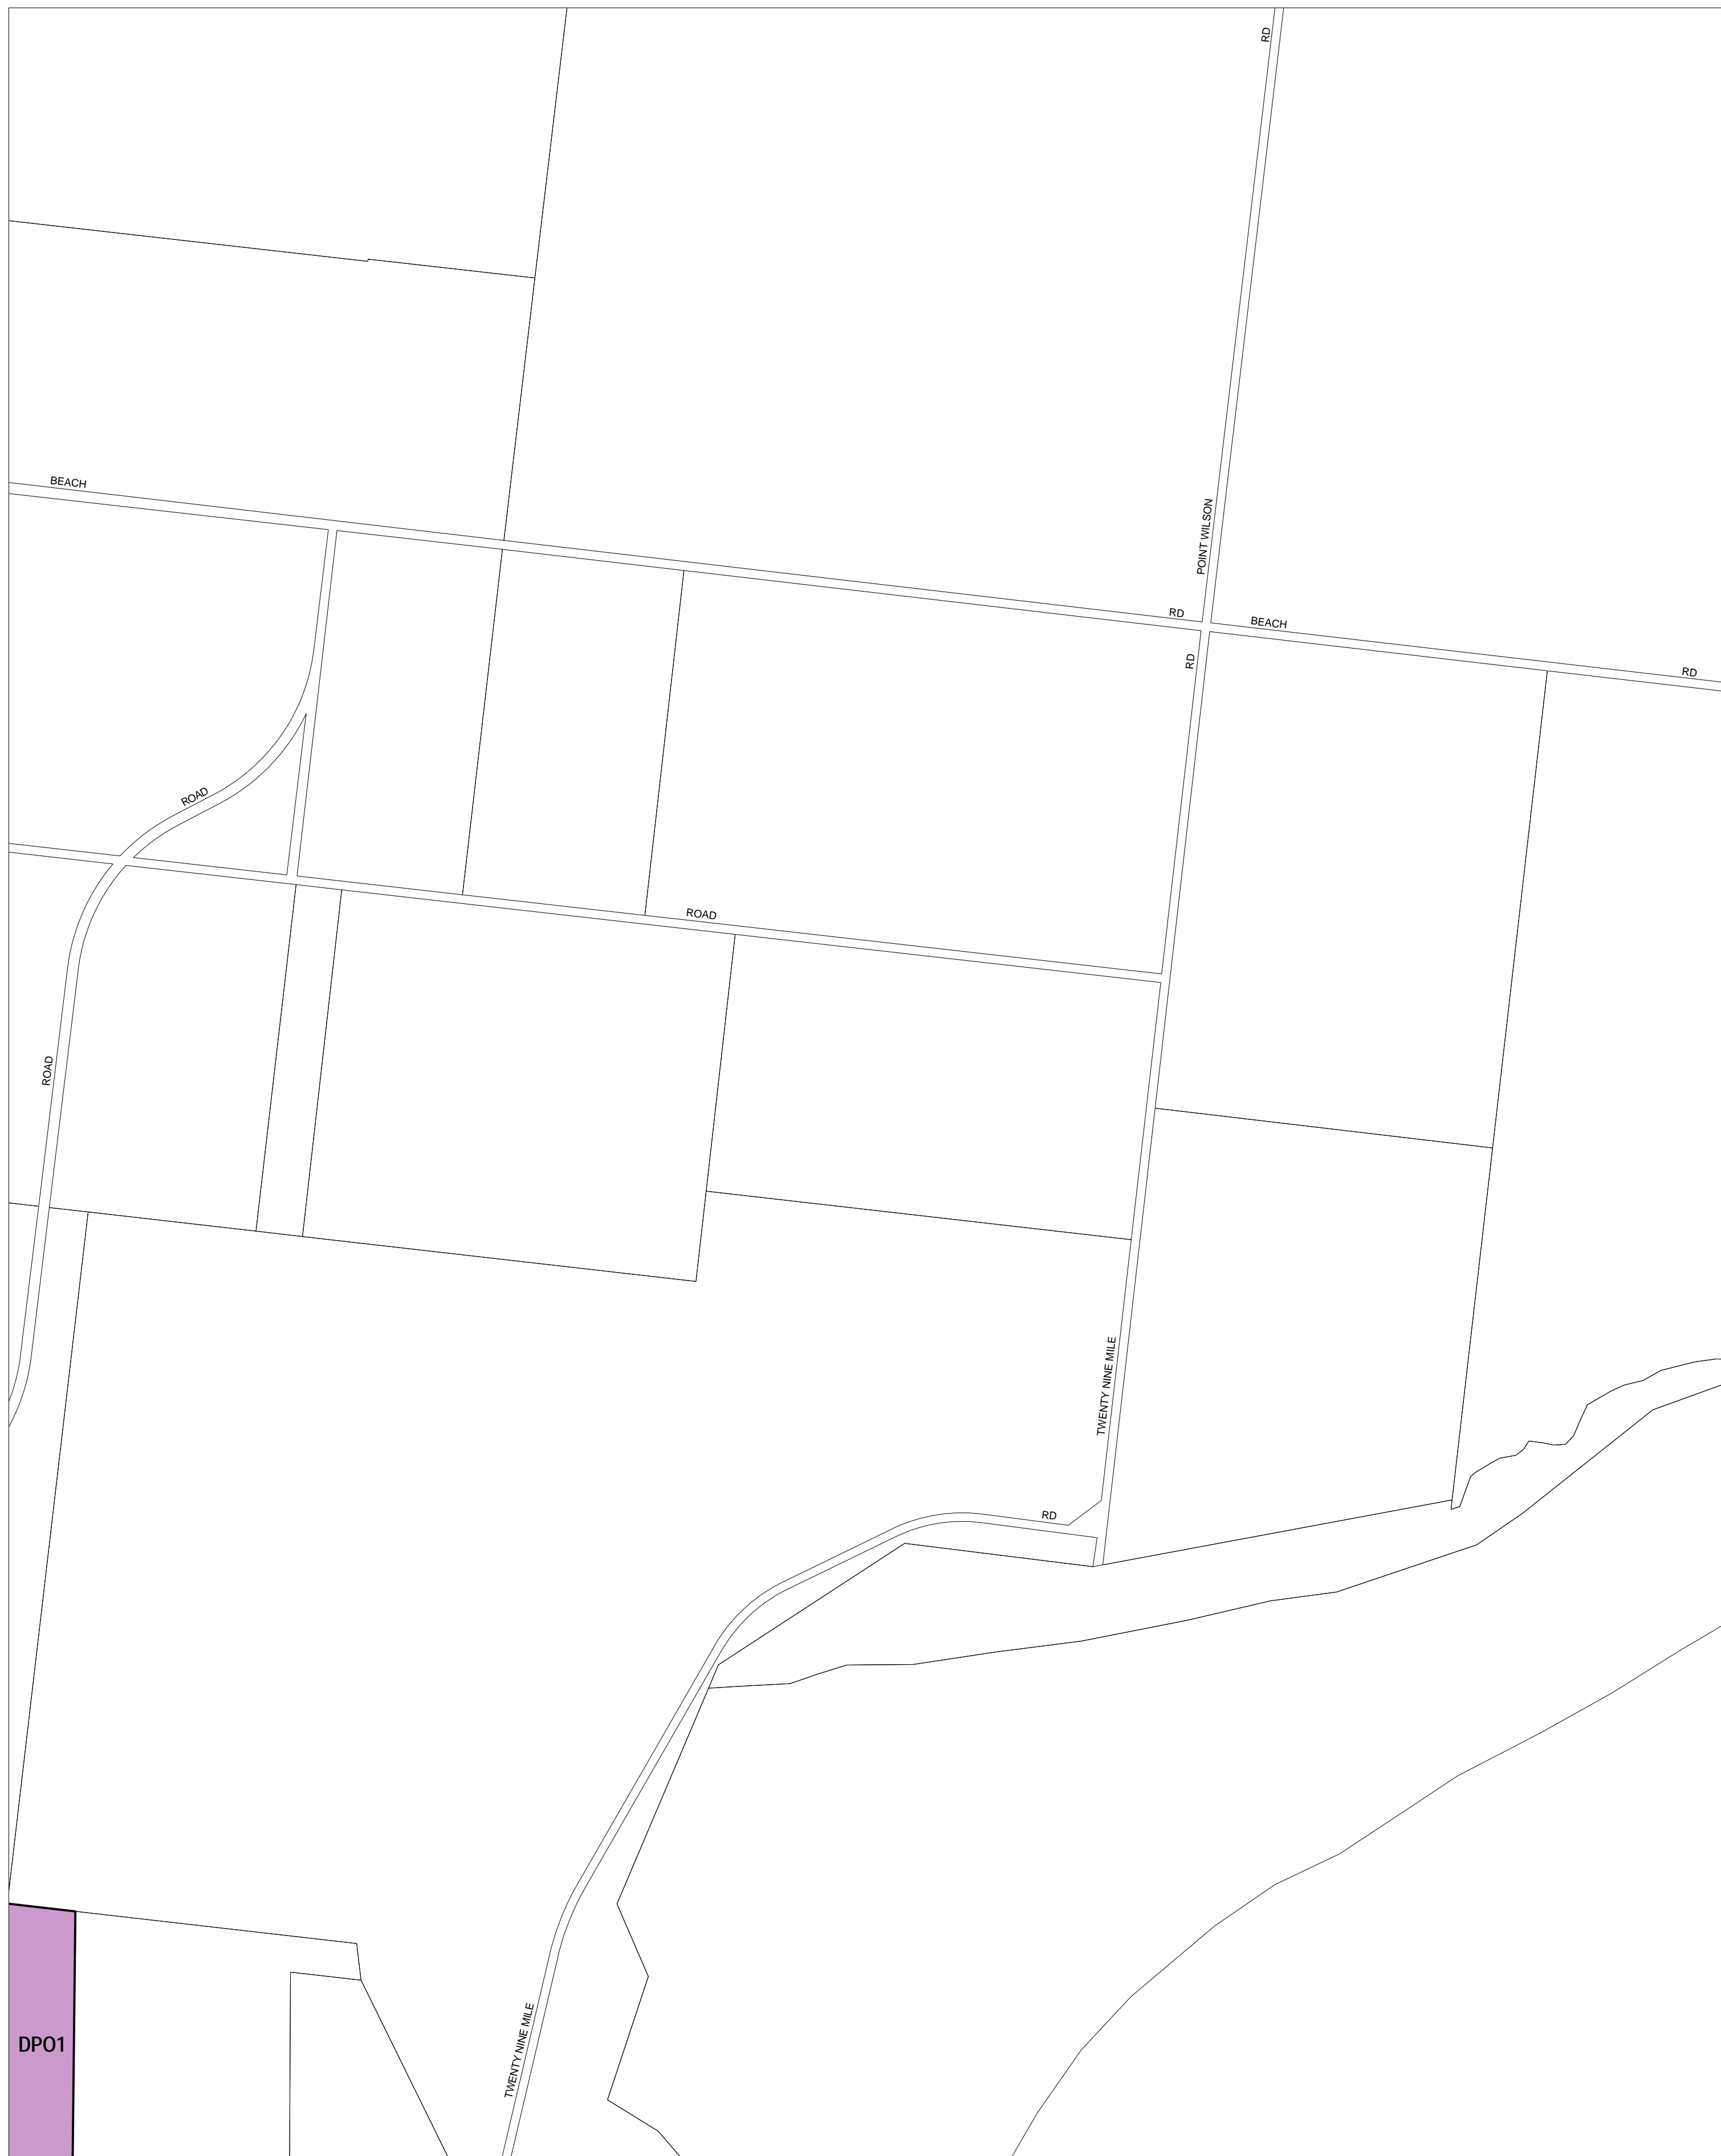 RD
BEACH
POINT WILSON
RD
BEACH
RD
RD
ROAD
ROAD
ROAD
TWENTY NINE MILE
RD
TWENTY NINE MILE
DPO1